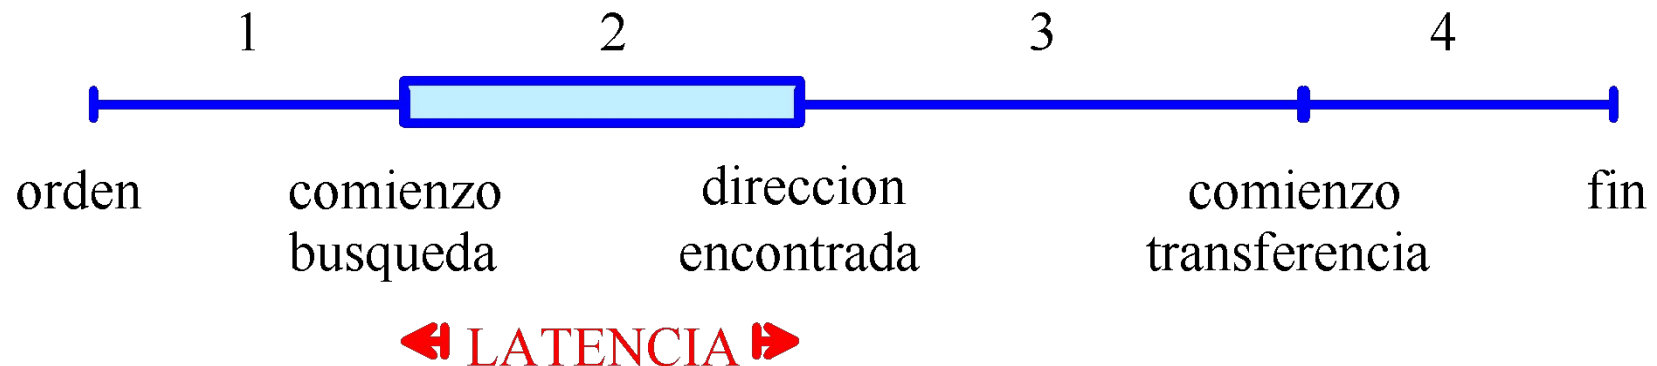 1 2 3 4
orden comienzo direccion comienzo fin
busqueda encontrada transferencia
LATENCIA